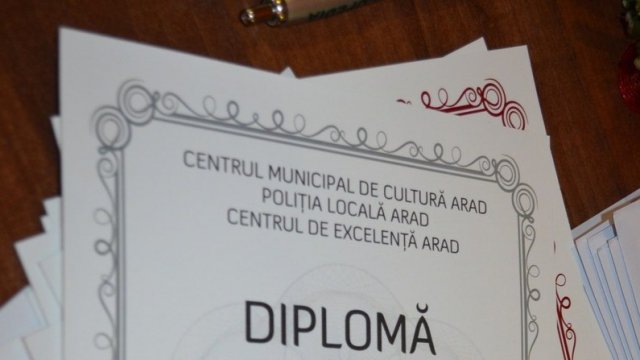 CENTRUL MUNICIPAL DE CULTURĂ ARAD
POLIȚIA LOCALĂ ARAD
CENTRUL DE EXCELENȚĂ ARAD
DIPLOMĂ